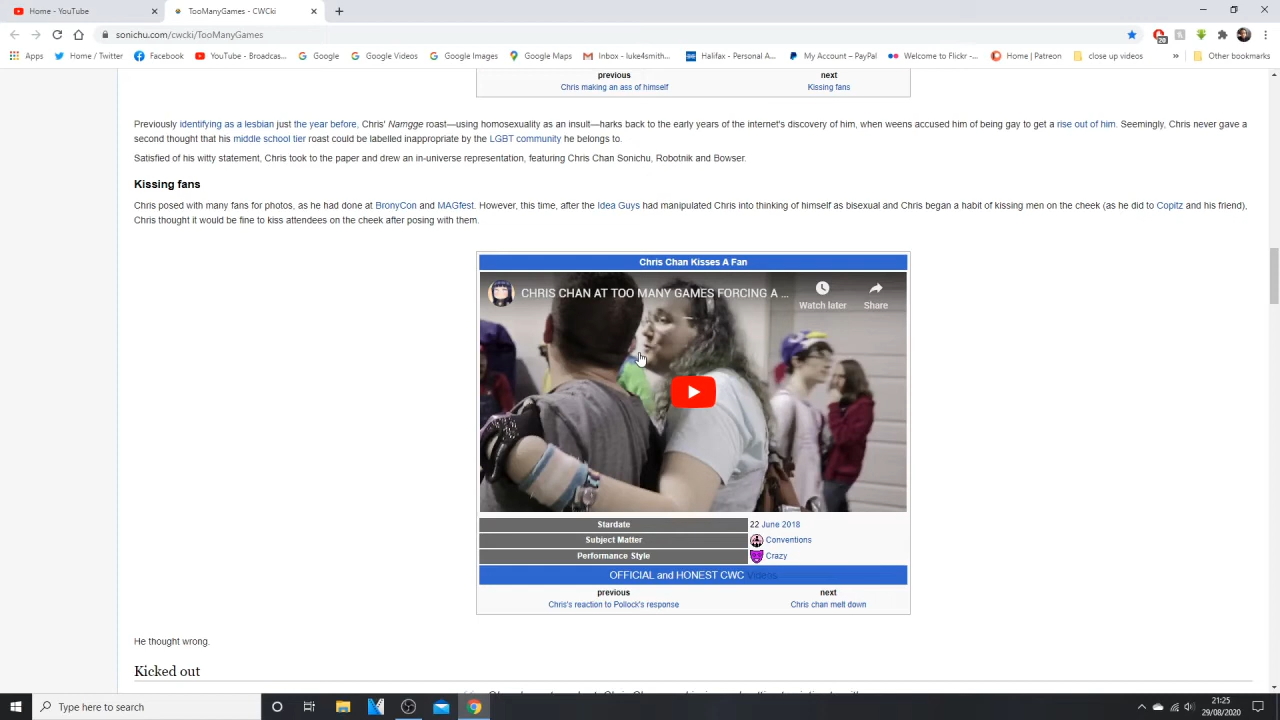 Home - YouTube
TooManyGames - CWCki
sonichu.com/cwcki/TooManyGames
20
Apps Home / Twitter Facebook YouTube - Broadcas... Google Google Videos Google Images Google Maps Inbox - luke4smith... Halifax - Personal A... My Account – PayPal Welcome to Flickr -... Home | Patreon close up videos » Other bookmarks
previous next
Chris making an ass of himself Kissing fans
Previously identifying as a lesbian just the year before, Chris' Namgge roast—using homosexuality as an insult—harks back to the early years of the internet's discovery of him, when weens accused him of being gay to get a rise out of him. Seemingly, Chris never gave a
second thought that his middle school tier roast could be labelled inappropriate by the LGBT community he belongs to.
Satisfied of his witty statement, Chris took to the paper and drew an in-universe representation, featuring Chris Chan Sonichu, Robotnik and Bowser.
Kissing fans
Chris posed with many fans for photos, as he had done at BronyCon and MAGfest. However, this time, after the Idea Guys had manipulated Chris into thinking of himself as bisexual and Chris began a habit of kissing men on the cheek (as he did to Copitz and his friend),
Chris thought it would be fine to kiss attendees on the cheek after posing with them.
Chris Chan Kisses A Fan
CHRIS CHAN AT TOO MANY GAMES FORCING A ...
Watch later Share
Stardate 22 June 2018
Subject Matter Conventions
Performance Style Crazy
OFFICIAL and HONEST CWC Videos
previous next
Chris's reaction to Pollock's response Chris chan melt down
He thought wrong.
Kicked out
Type here to search
21:25
29/08/2020